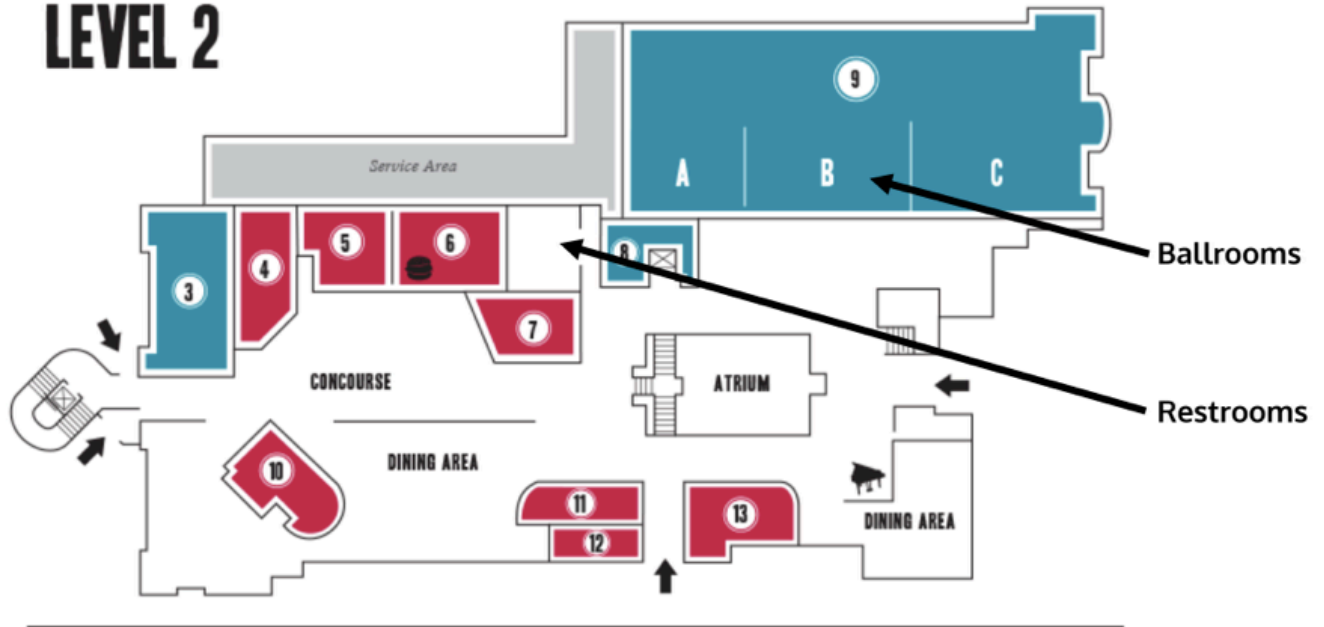 LEVEL 2
9
Service Area
A B C
3
4
5
6
7
8
Ballrooms
Restrooms
CONCOURSE
ATRIUM
DINING AREA
10
11
12
13
DINING AREA